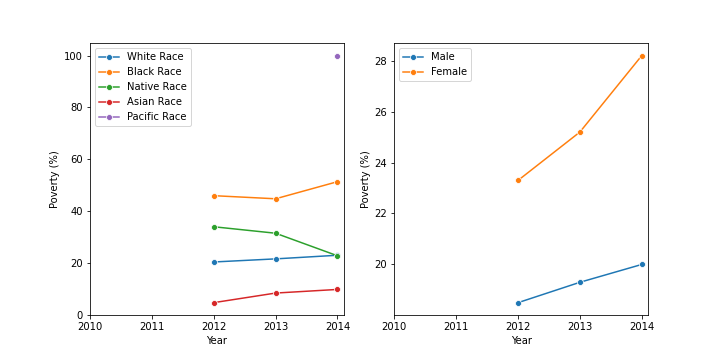 100
80
60
40
20
0
Poverty (%)
White Race
Black Race
Native Race
Asian Race
Pacific Race
2010 2011 2012 2013 2014
Year
28
26
24
22
20
Poverty (%)
Male
Female
2010 2011 2012 2013 2014
Year